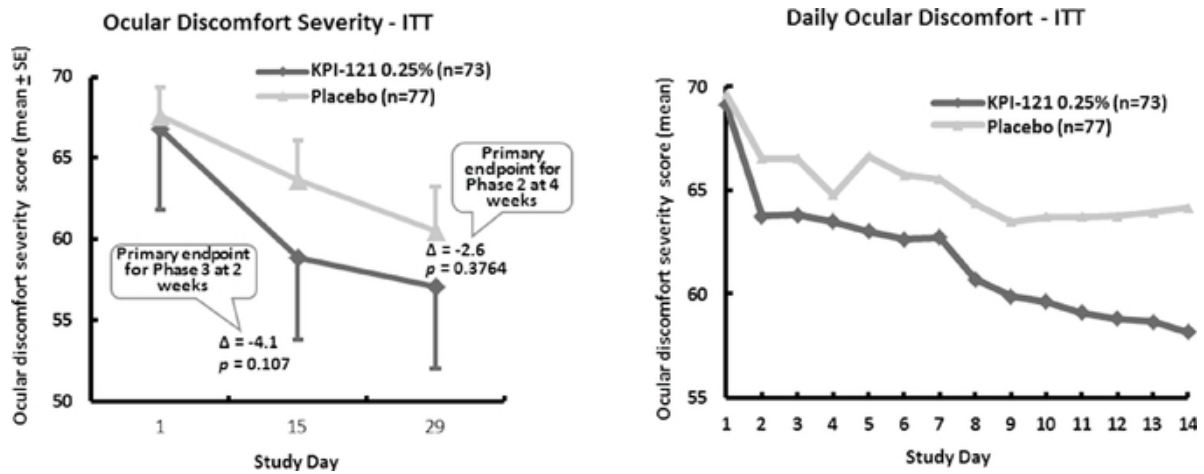 Ocular Discomfort Severity - ITT
Ocular discomfort severity score (mean ± SE)
70
65
60
55
50
KPI-121 0.25% (n=73)
Placebo (n=77)
Primary endpoint
for Phase 3 at 2
weeks
Δ = -4.1
p = 0.107
Primary
endpoint for
Phase 2 at 4
weeks
Δ = -2.6
p = 0.3764
1 15 29
Study Day
Daily Ocular Discomfort - ITT
Ocular discomfort severity score (mean)
70
65
60
55
KPI-121 0.25% (n=73)
Placebo (n=77)
1 2 3 4 5 6 7 8 9 10 11 12 13 14
Study Day